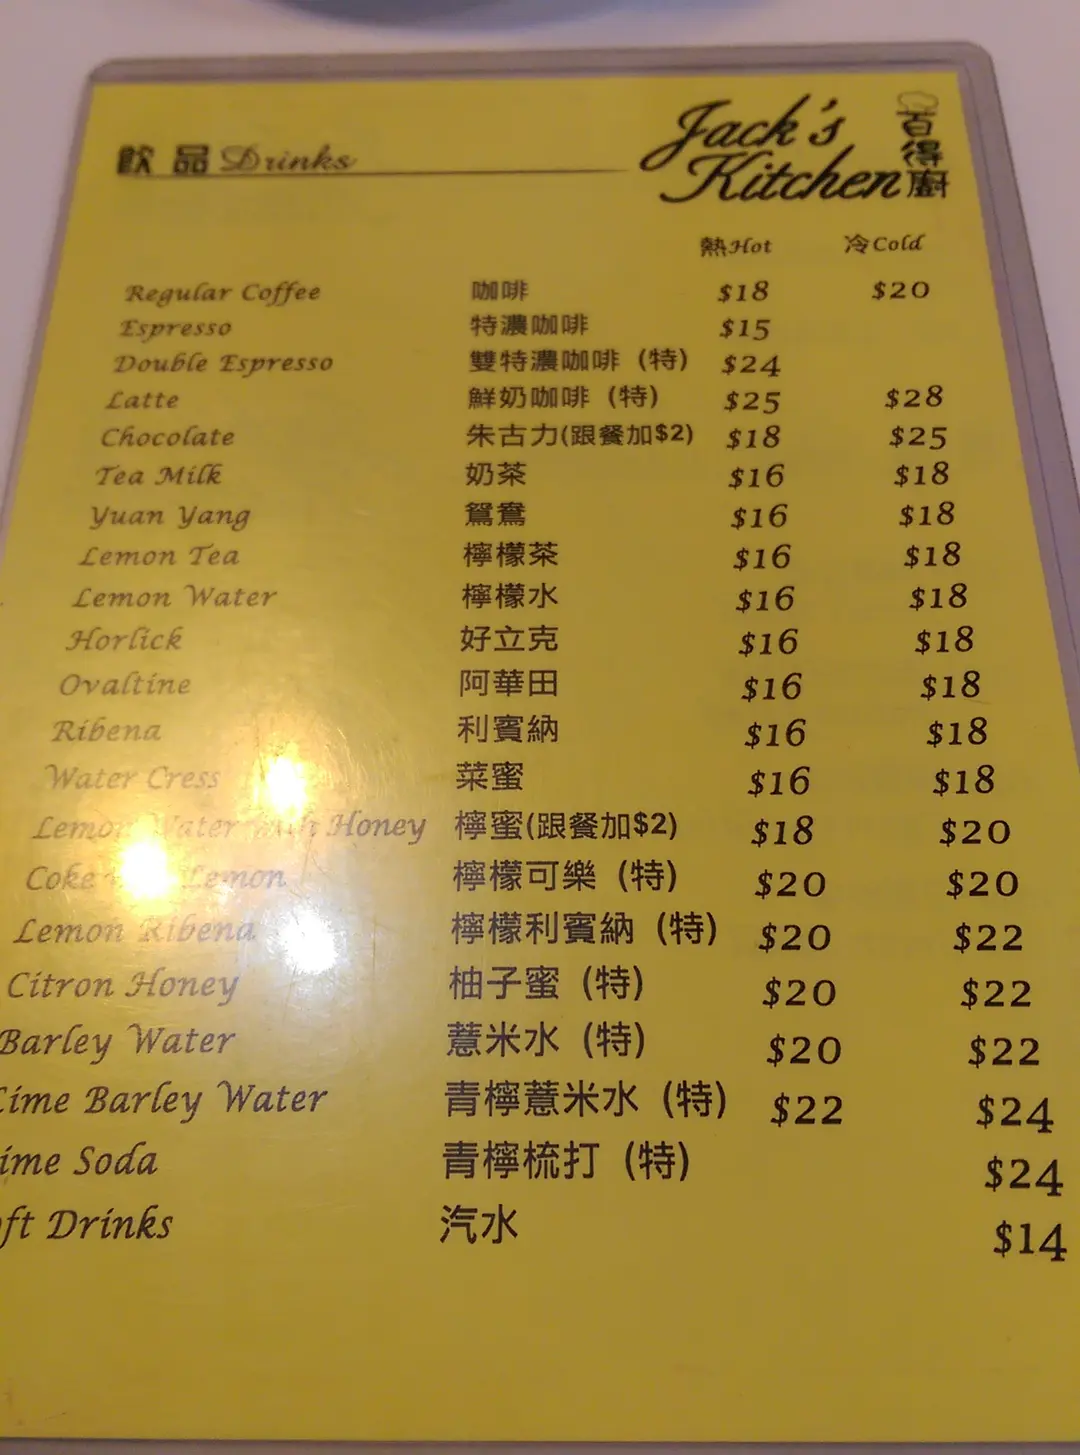 飲品 Drinks
Jack's Kitchen 百得廚
熱Hot 冷Cold
Regular Coffee 咖啡 $18 $20
Espresso 特濃咖啡 $15
Double Espresso 雙特濃咖啡 (特) $24
Latte 鮮奶咖啡 (特) $25 $28
Chocolate 朱古力(跟餐加$2) $18 $25
Tea Milk 奶茶 $16 $18
Yuan Yang 鴛鴦 $16 $18
Lemon Tea 檸檬茶 $16 $18
Lemon Water 檸檬水 $16 $18
Horlick 好立克 $16 $18
Ovaltine 阿華田 $16 $18
Ribena 利賓納 $16 $18
Water Cress 菜蜜 $16 $18
Lemon Water with Honey 檸蜜(跟餐加$2) $18 $20
Coke Lemon 檸檬可樂 (特) $20 $20
Lemon Ribena 檸檬利賓納 (特) $20 $22
Citron Honey 柚子蜜 (特) $20 $22
Barley Water 薏米水 (特) $20 $22
Lime Barley Water 青檸薏米水 (特) $22 $24
ime Soda 青檸梳打 (特) $24
oft Drinks 汽水 $14